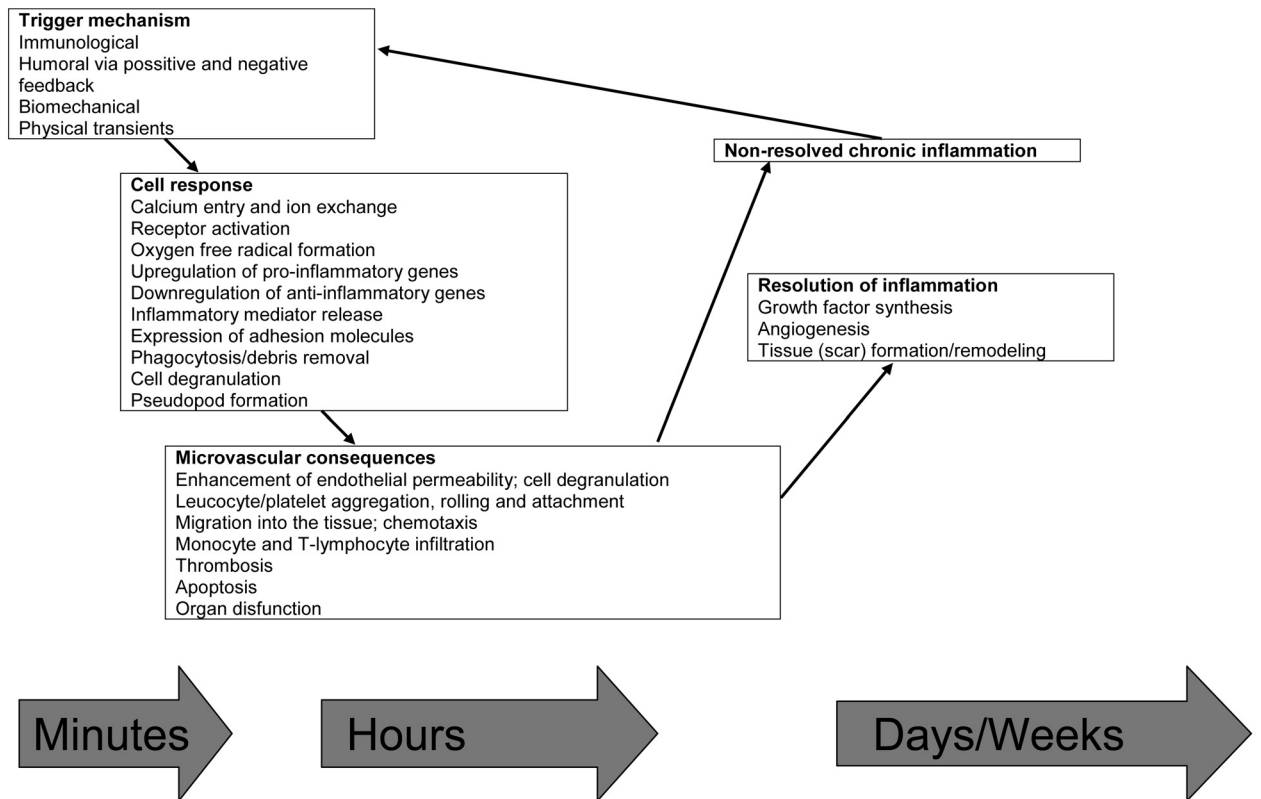 Trigger mechanism
Immunological
Humoral via possitive and negative
feedback
Biomechanical
Physical transients
Cell response
Calcium entry and ion exchange
Receptor activation
Oxygen free radical formation
Upregulation of pro-inflammatory genes
Downregulation of anti-inflammatory genes
Inflammatory mediator release
Expression of adhesion molecules
Phagocytosis/debris removal
Cell degranulation
Pseudopod formation
Microvascular consequences
Enhancement of endothelial permeability; cell degranulation
Leucocyte/platelet aggregation, rolling and attachment
Migration into the tissue; chemotaxis
Monocyte and T-lymphocyte infiltration
Thrombosis
Apoptosis
Organ disfunction
Non-resolved chronic inflammation
Resolution of inflammation
Growth factor synthesis
Angiogenesis
Tissue (scar) formation/remodeling
Minutes
Hours
Days/Weeks